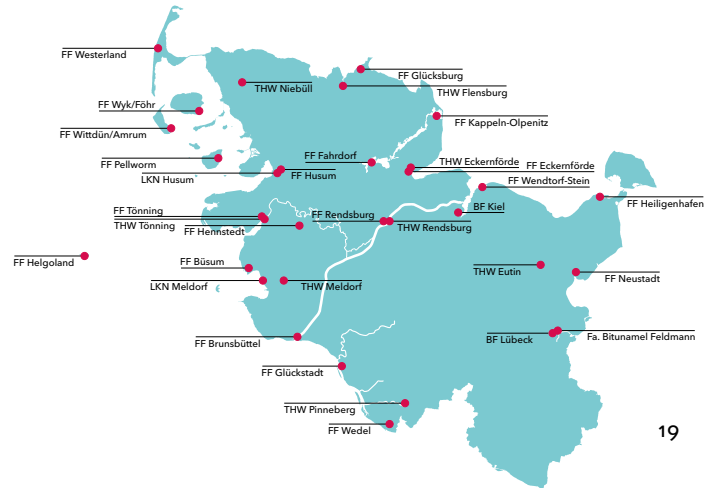 FF Westerland
FF Glücksburg
THW Niebüll
THW Flensburg
FF Wyk/Föhr
FF Kappeln-Olpenitz
FF Wittdün/Amrum
FF Pellworm
FF Fahrdorf
THW Eckernförde
FF Eckernförde
LKN Husum
FF Husum
FF Wendtorf-Stein
FF Heiligenhafen
FF Tönning
THW Tönning
FF Hennstedt
FF Rendsburg
THW Rendsburg
BF Kiel
FF Helgoland
FF Büsum
THW Eutin
FF Neustadt
LKN Meldorf
THW Meldorf
FF Brunsbüttel
BF Lübeck
Fa. Bitunamel Feldmann
FF Glückstadt
THW Pinneberg
FF Wedel
19